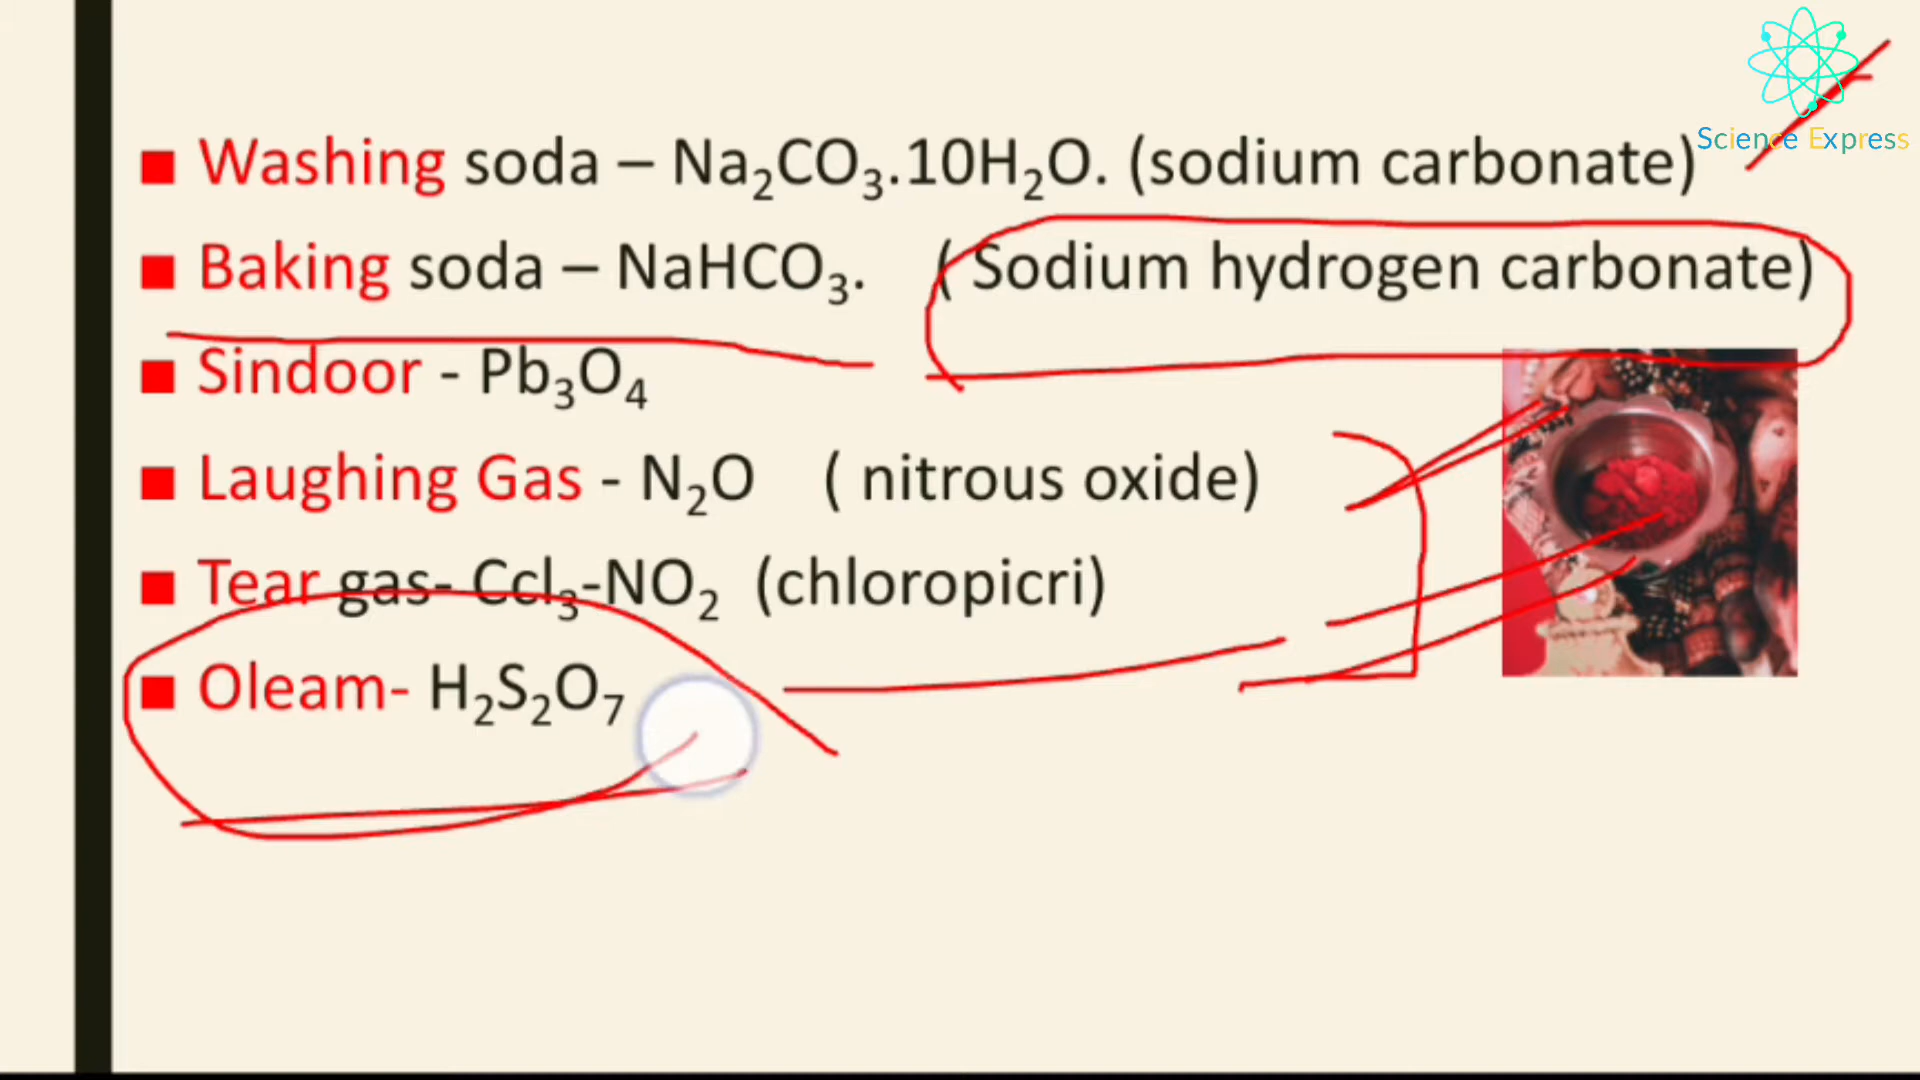 Science Express
Washing soda – Na₂CO₃.10H₂O. (sodium carbonate)
Baking soda – NaHCO₃. ( Sodium hydrogen carbonate)
Sindoor - Pb₃O₄
Laughing Gas - N₂O ( nitrous oxide)
Tear gas- Ccl₃-NO₂ (chloropicri)
Oleam- H₂S₂O₇